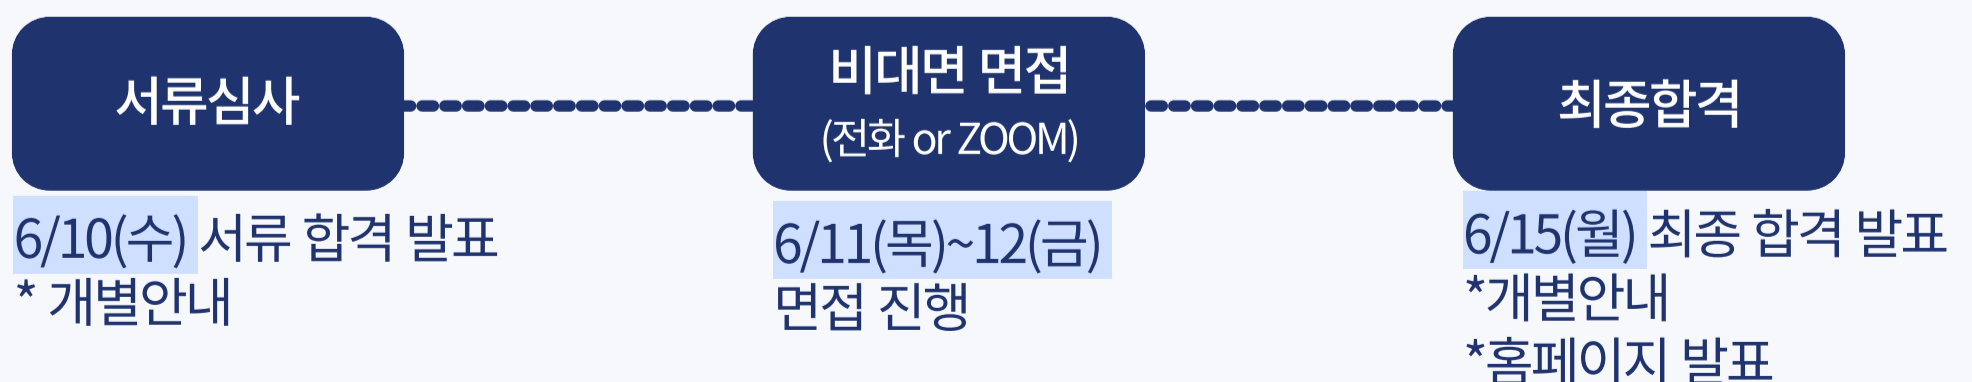 서류심사
6/10(수) 서류 합격 발표
* 개별안내
비대면 면접
(전화 or ZOOM)
6/11(목)~12(금)
면접 진행
최종합격
6/15(월) 최종 합격 발표
*개별안내
*홈페이지 발표